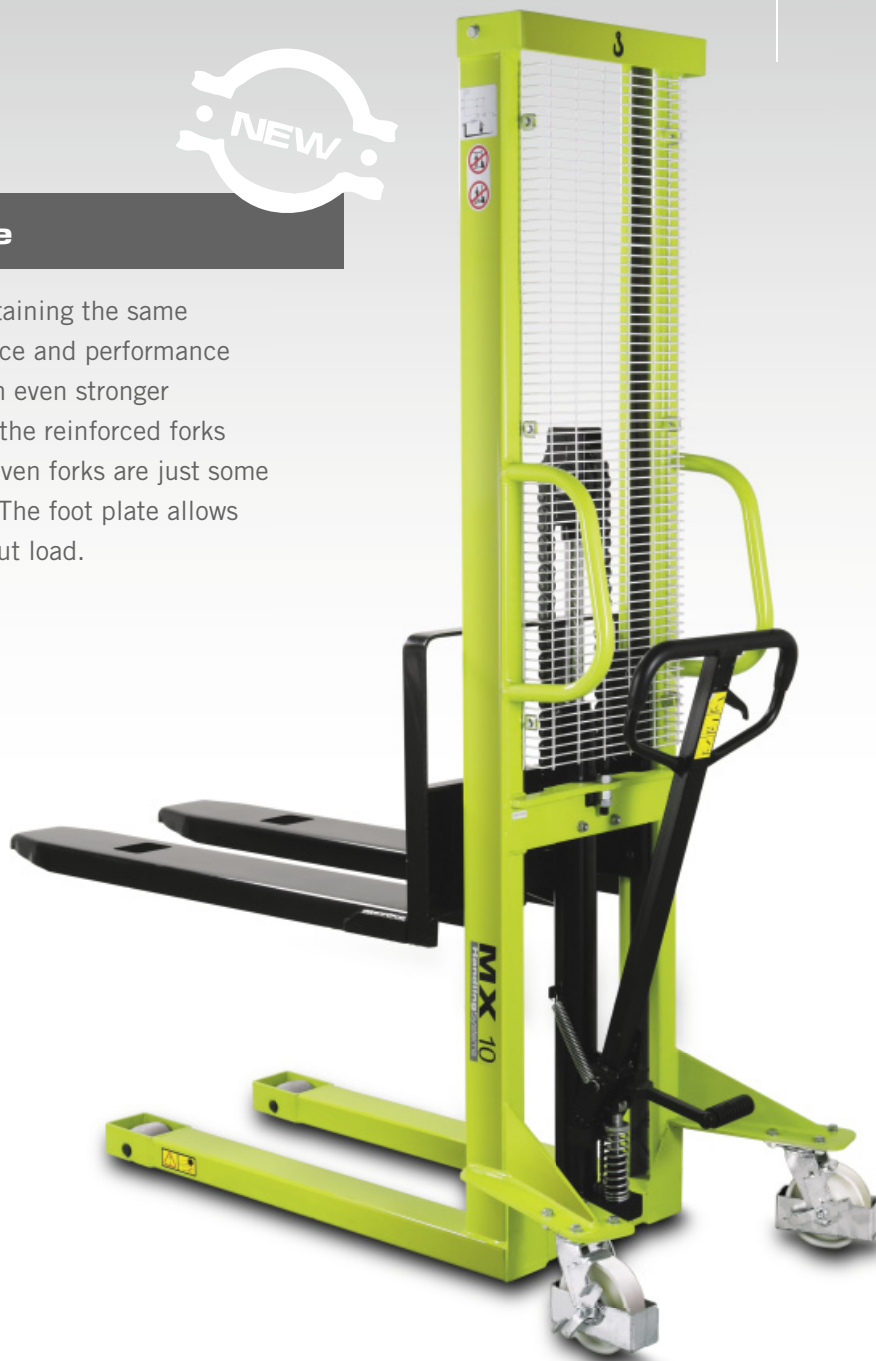 NEW
e
taining the same
ce and performance
n even stronger
the reinforced forks
ven forks are just some
The foot plate allows
ut load.
MX 10